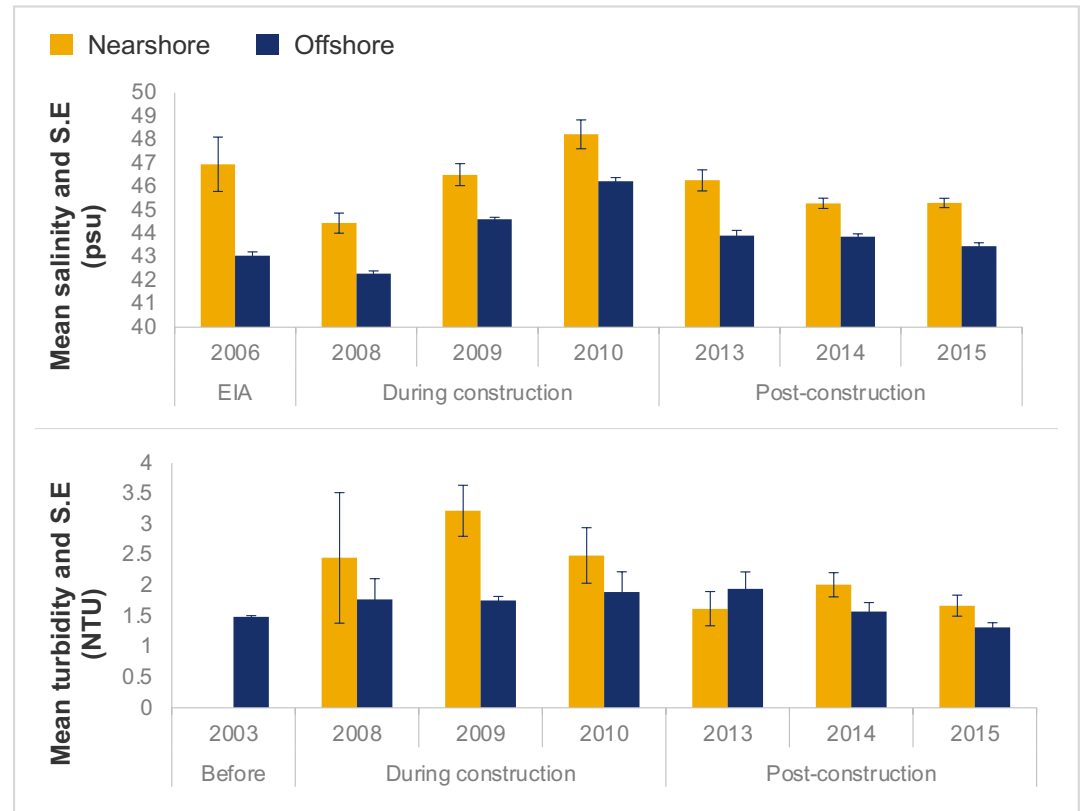 Nearshore Offshore
Mean salinity and S.E
(psu)
50
49
48
47
46
45
44
43
42
41
40
2006 2008 2009 2010 2013 2014 2015
EIA During construction Post-construction
Mean turbidity and S.E
(NTU)
4
3.5
3
2.5
2
1.5
1
0.5
0
2003 2008 2009 2010 2013 2014 2015
Before During construction Post-construction